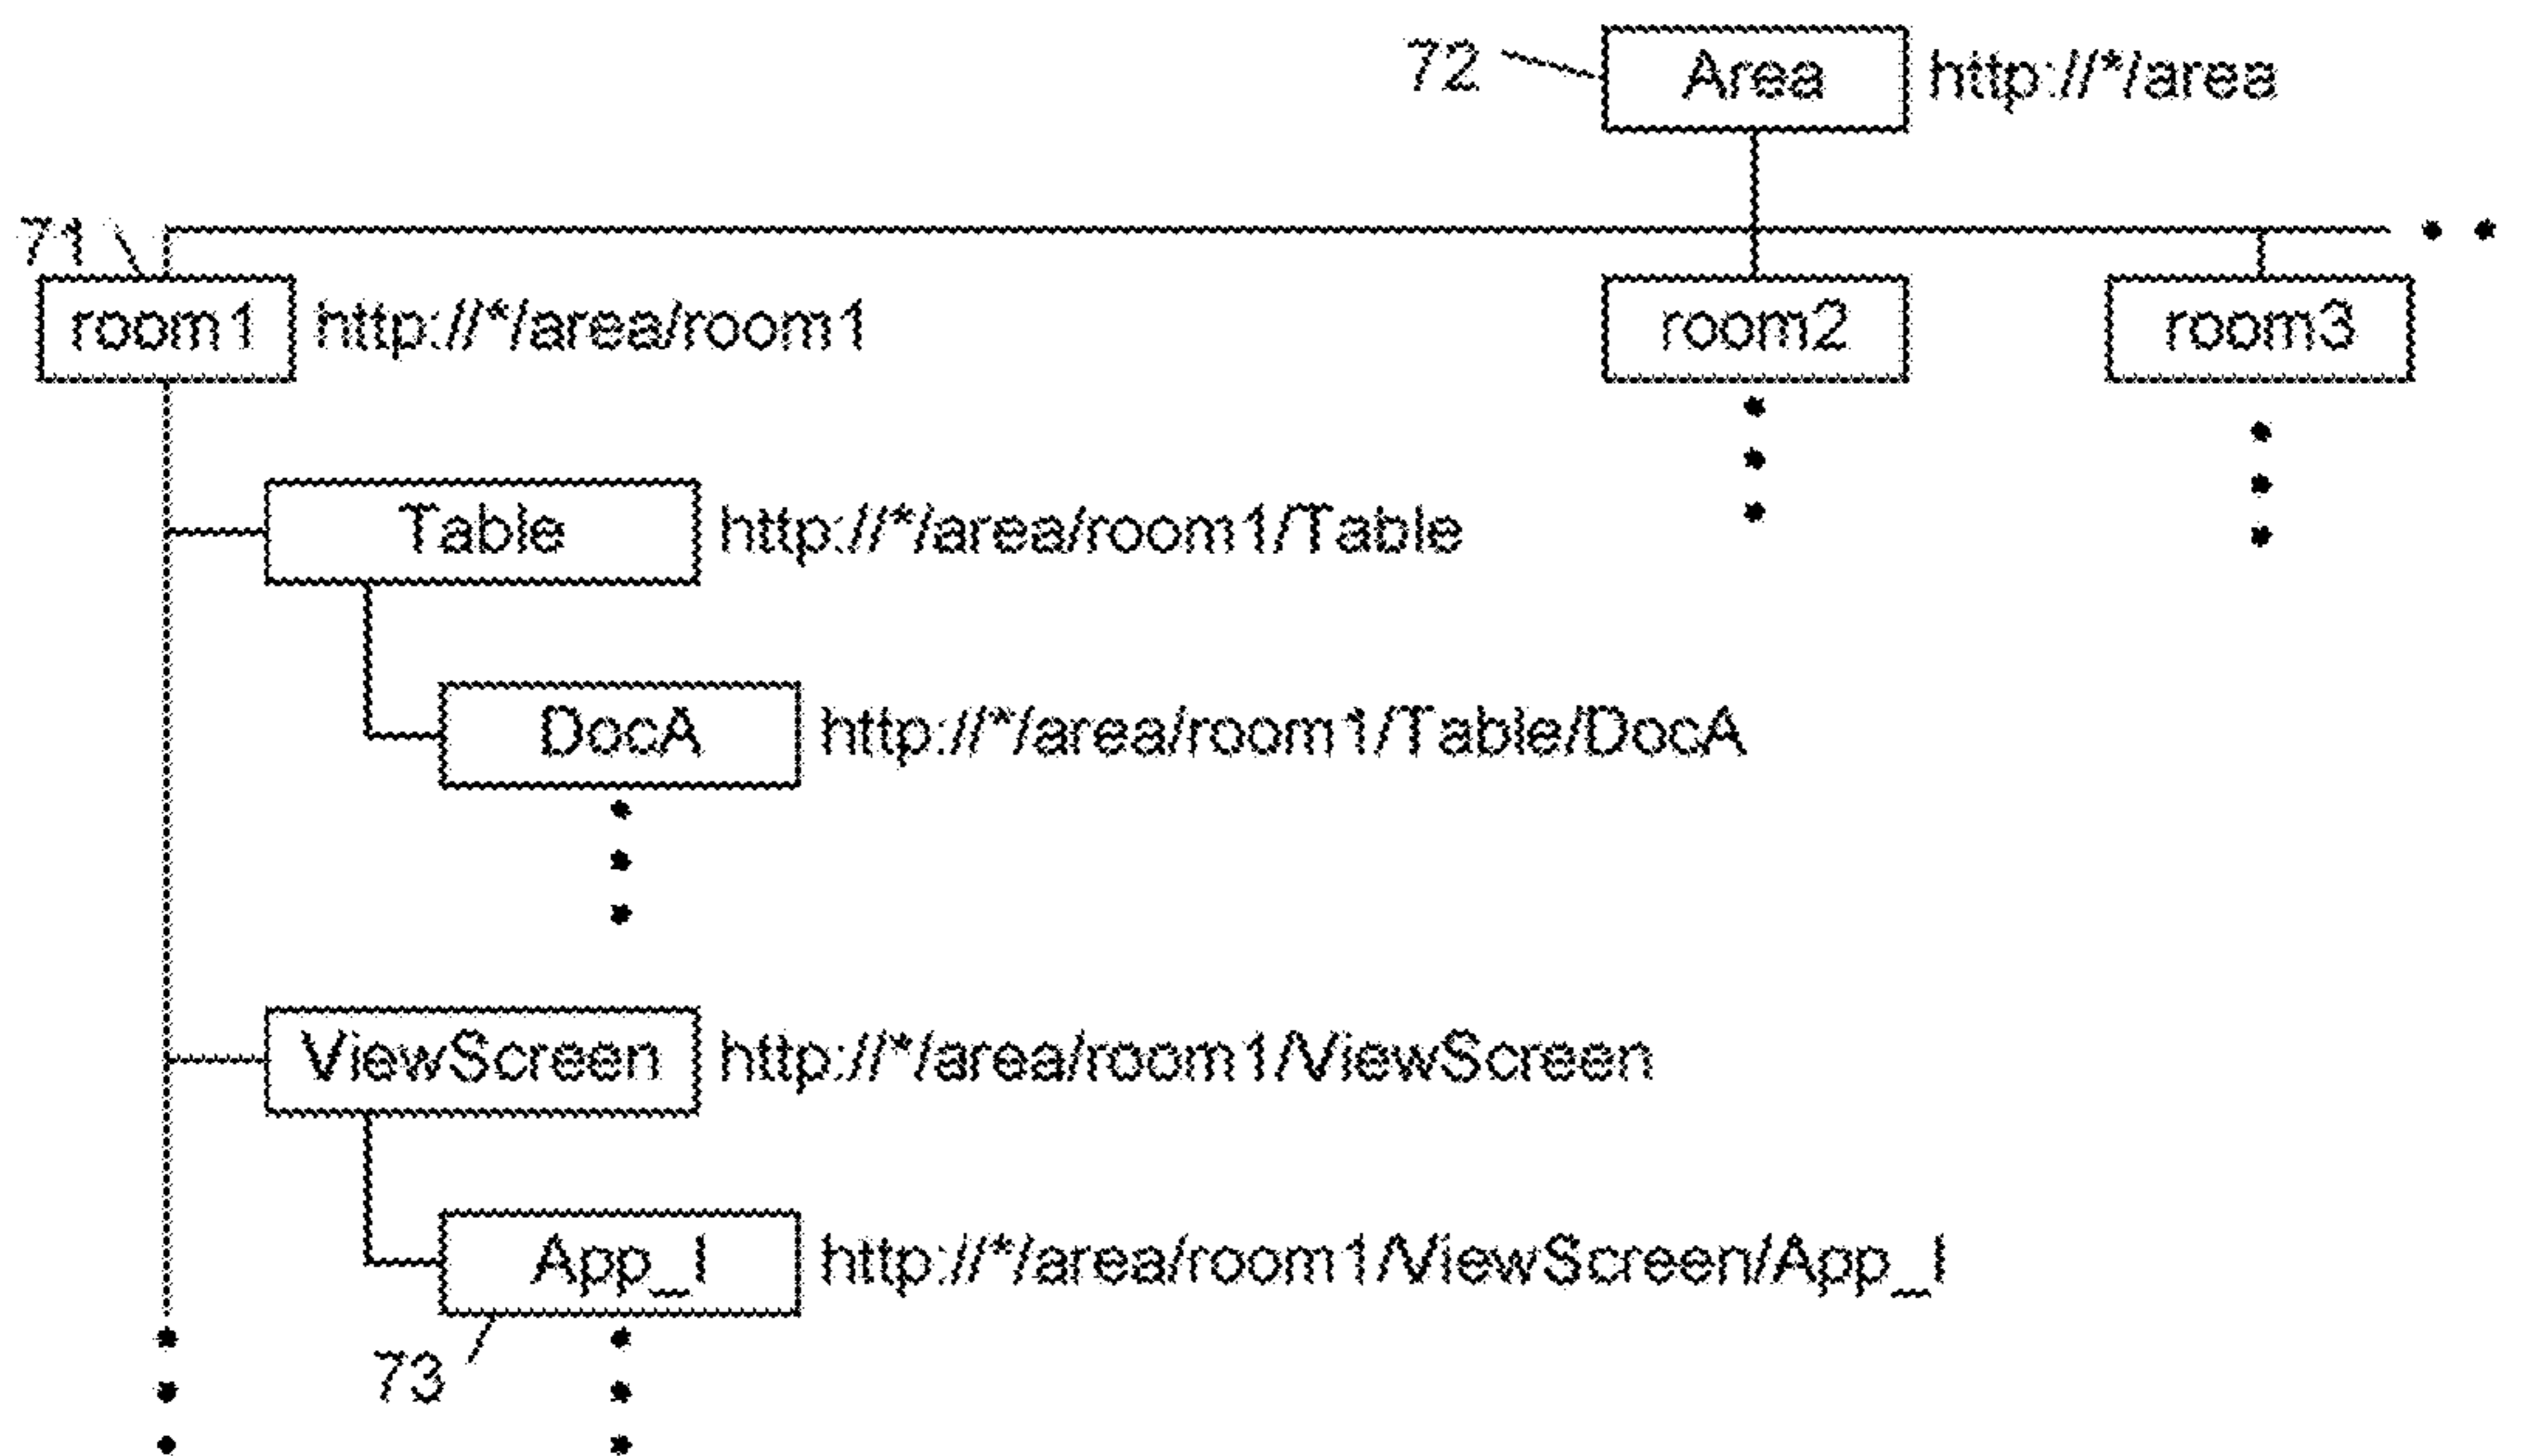 72 Area http://*/area
71
room1 http://*/area/room1 room2 room3
Table http://*/area/room1/Table
DocA http://*/area/room1/Table/DocA
ViewScreen http://*/area/room1/ViewScreen
App_I http://*/area/room1/ViewScreen/App_I
73